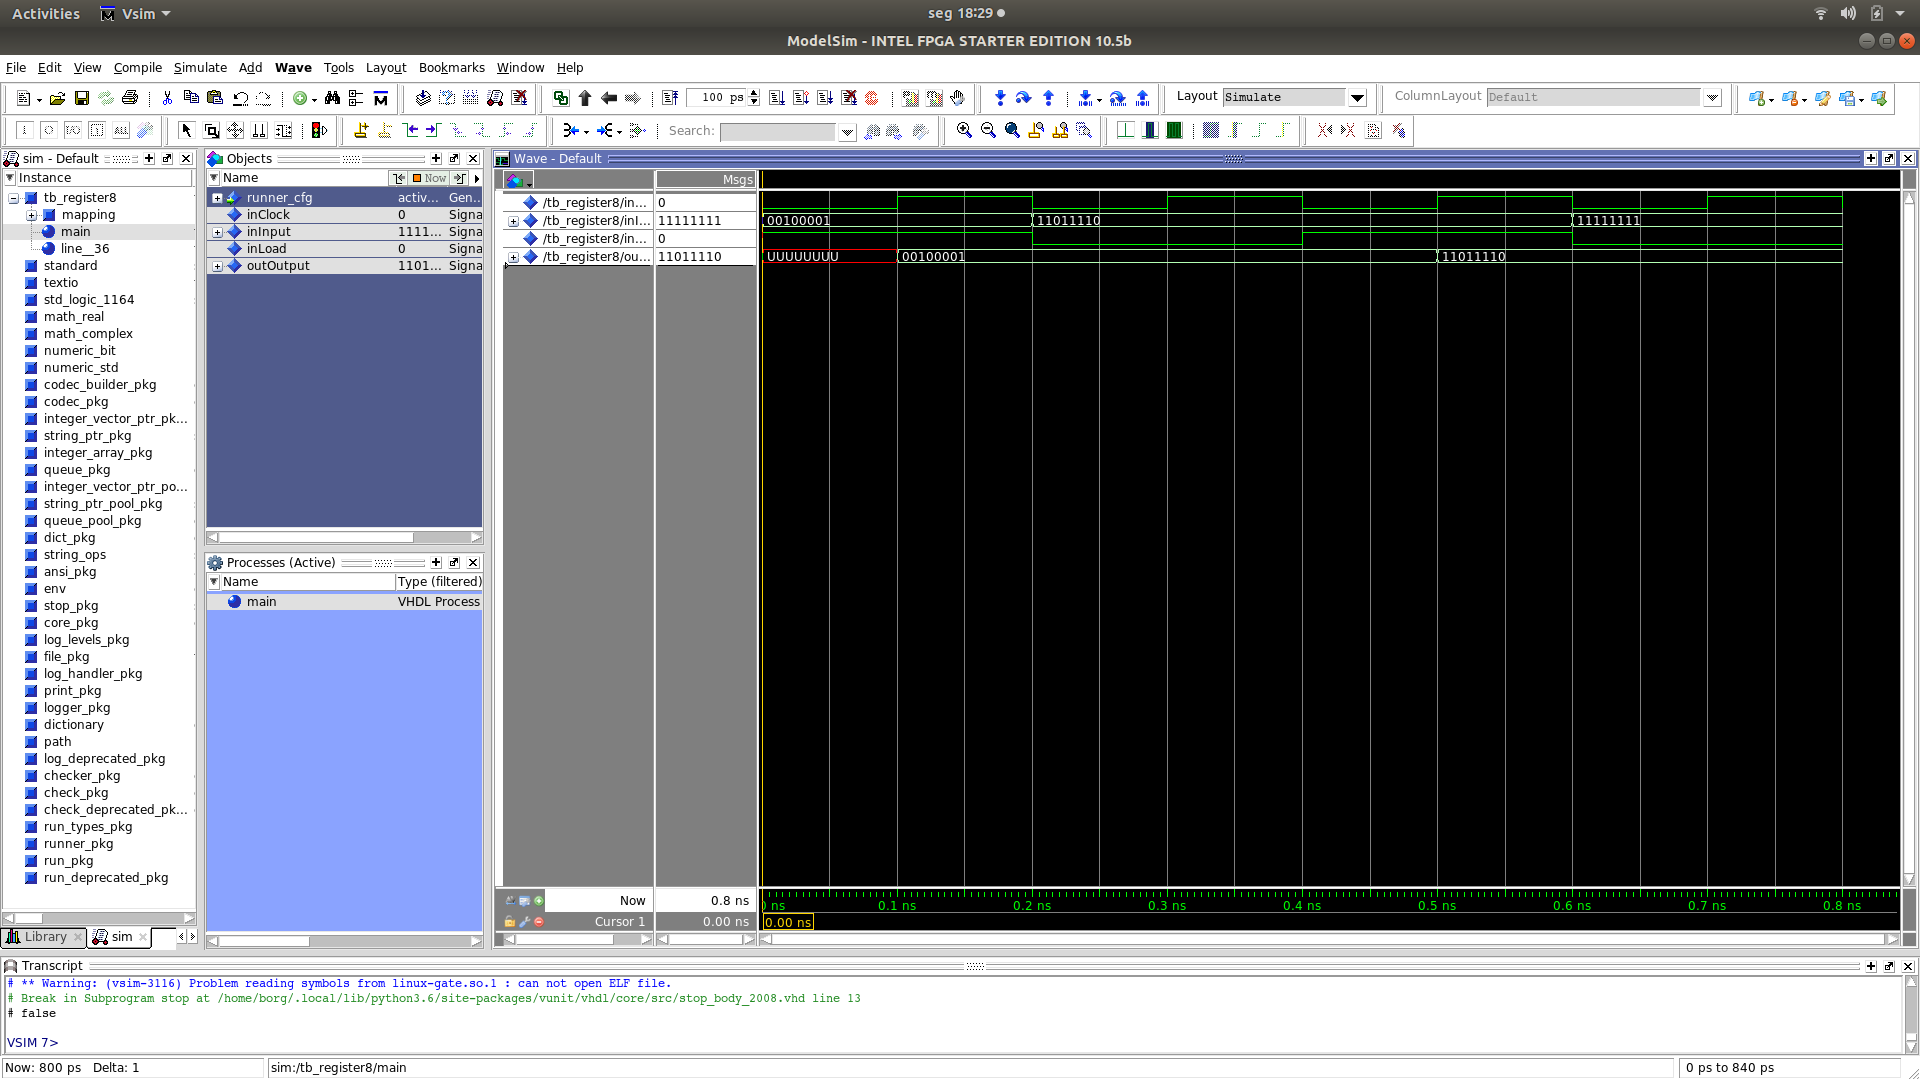 Activities Vsim seg 18:29
ModelSim - INTEL FPGA STARTER EDITION 10.5b
File Edit View Compile Simulate Add Wave Tools Layout Bookmarks Window Help
100 ps Layout Simulate ColumnLayout Default
ALL Search:
sim - Default
Instance
tb_register8
mapping
main
line__36
standard
textio
std_logic_1164
math_real
math_complex
numeric_bit
numeric_std
codec_builder_pkg
codec_pkg
integer_vector_ptr_pk...
string_ptr_pkg
integer_array_pkg
queue_pkg
integer_vector_ptr_po...
string_ptr_pool_pkg
queue_pool_pkg
dict_pkg
string_ops
ansi_pkg
env
stop_pkg
core_pkg
log_levels_pkg
file_pkg
log_handler_pkg
print_pkg
logger_pkg
dictionary
path
log_deprecated_pkg
checker_pkg
check_pkg
check_deprecated_pk...
run_types_pkg
runner_pkg
run_pkg
run_deprecated_pkg
Library sim
Objects
Name Now
runner_cfg activ... Gen...
inClock 0 Signa
inInput 1111... Signa
inLoad 0 Signa
outOutput 1101... Signa
Processes (Active)
Name Type (filtered)
main VHDL Process
Wave - Default
Msgs
/tb_register8/in... 0
/tb_register8/inI... 11111111 00100001 11011110 11111111
/tb_register8/in... 0
/tb_register8/ou... 11011110 UUUUUUUU 00100001 11011110
Now 0.8 ns ns 0.1 ns 0.2 ns 0.3 ns 0.4 ns 0.5 ns 0.6 ns 0.7 ns 0.8 ns
Cursor 1 0.00 ns 0.00 ns
Transcript
# ** Warning: (vsim-3116) Problem reading symbols from linux-gate.so.1 : can not open ELF file.
# Break in Subprogram stop at /home/borg/.local/lib/python3.6/site-packages/vunit/vhdl/core/src/stop_body_2008.vhd line 13
# false
VSIM 7>
Now: 800 ps Delta: 1 sim:/tb_register8/main 0 ps to 840 ps